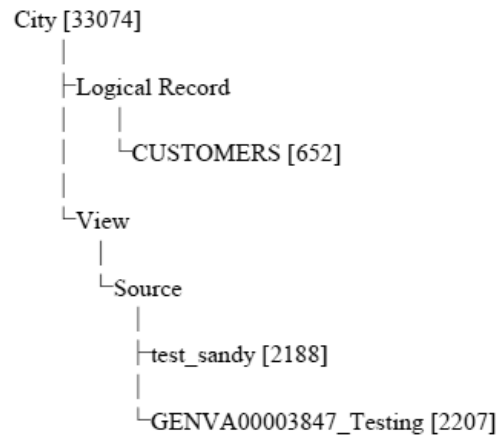 City [33074]
Logical Record
CUSTOMERS [652]
View
Source
test_sandy [2188]
GENVA00003847_Testing [2207]